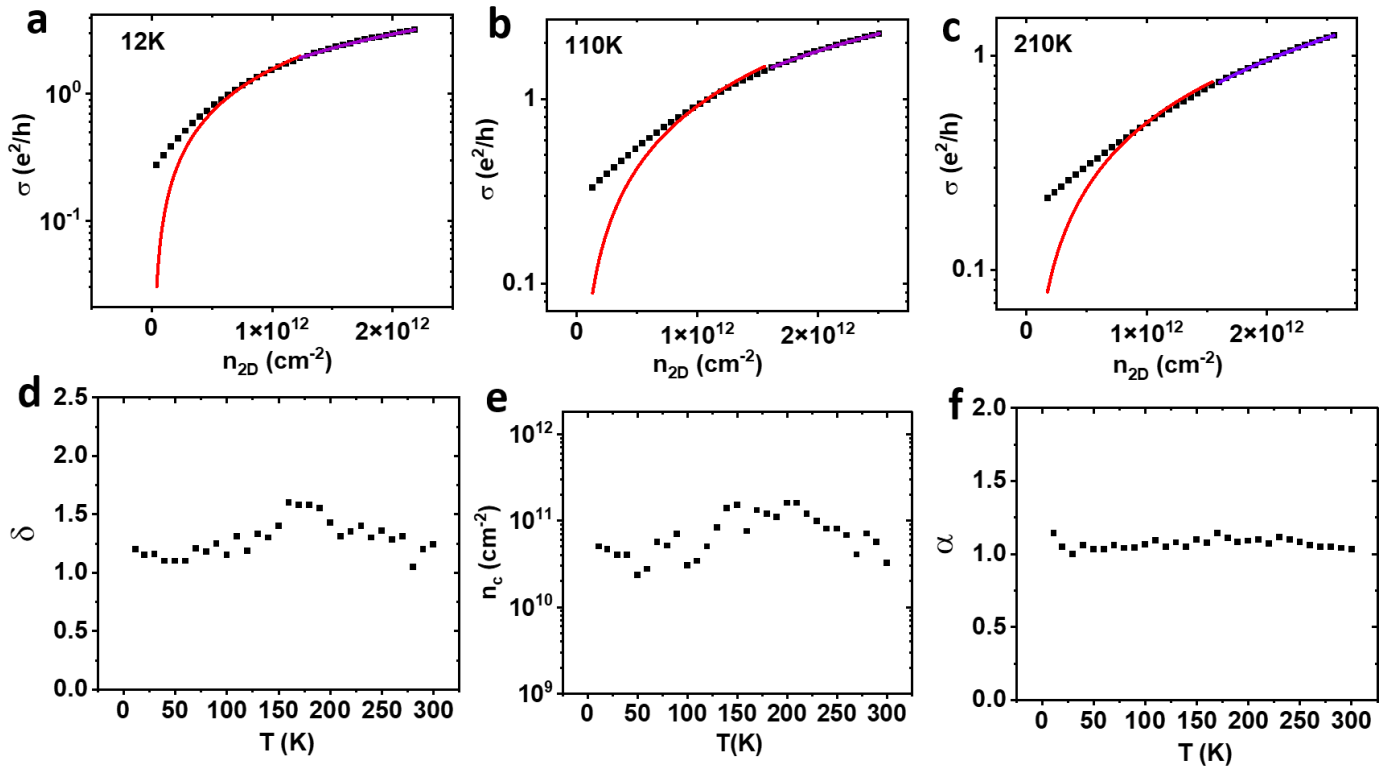 a
12K
10⁰
10⁻¹
σ (e²/h)
0
1×10¹²
2×10¹²
n₂D (cm⁻²)
b
110K
1
0.1
σ (e²/h)
0
1×10¹²
2×10¹²
n₂D (cm⁻²)
c
210K
1
0.1
σ (e²/h)
0
1×10¹²
2×10¹²
n₂D (cm⁻²)
d
2.5
2.0
1.5
1.0
0.5
0.0
δ
0 50 100 150 200 250 300
T (K)
e
10¹²
10¹¹
10¹⁰
10⁹
n_c (cm⁻²)
0 50 100 150 200 250 300
T(K)
f
2.0
1.5
1.0
0.5
0.0
α
0 50 100 150 200 250 300
T (K)